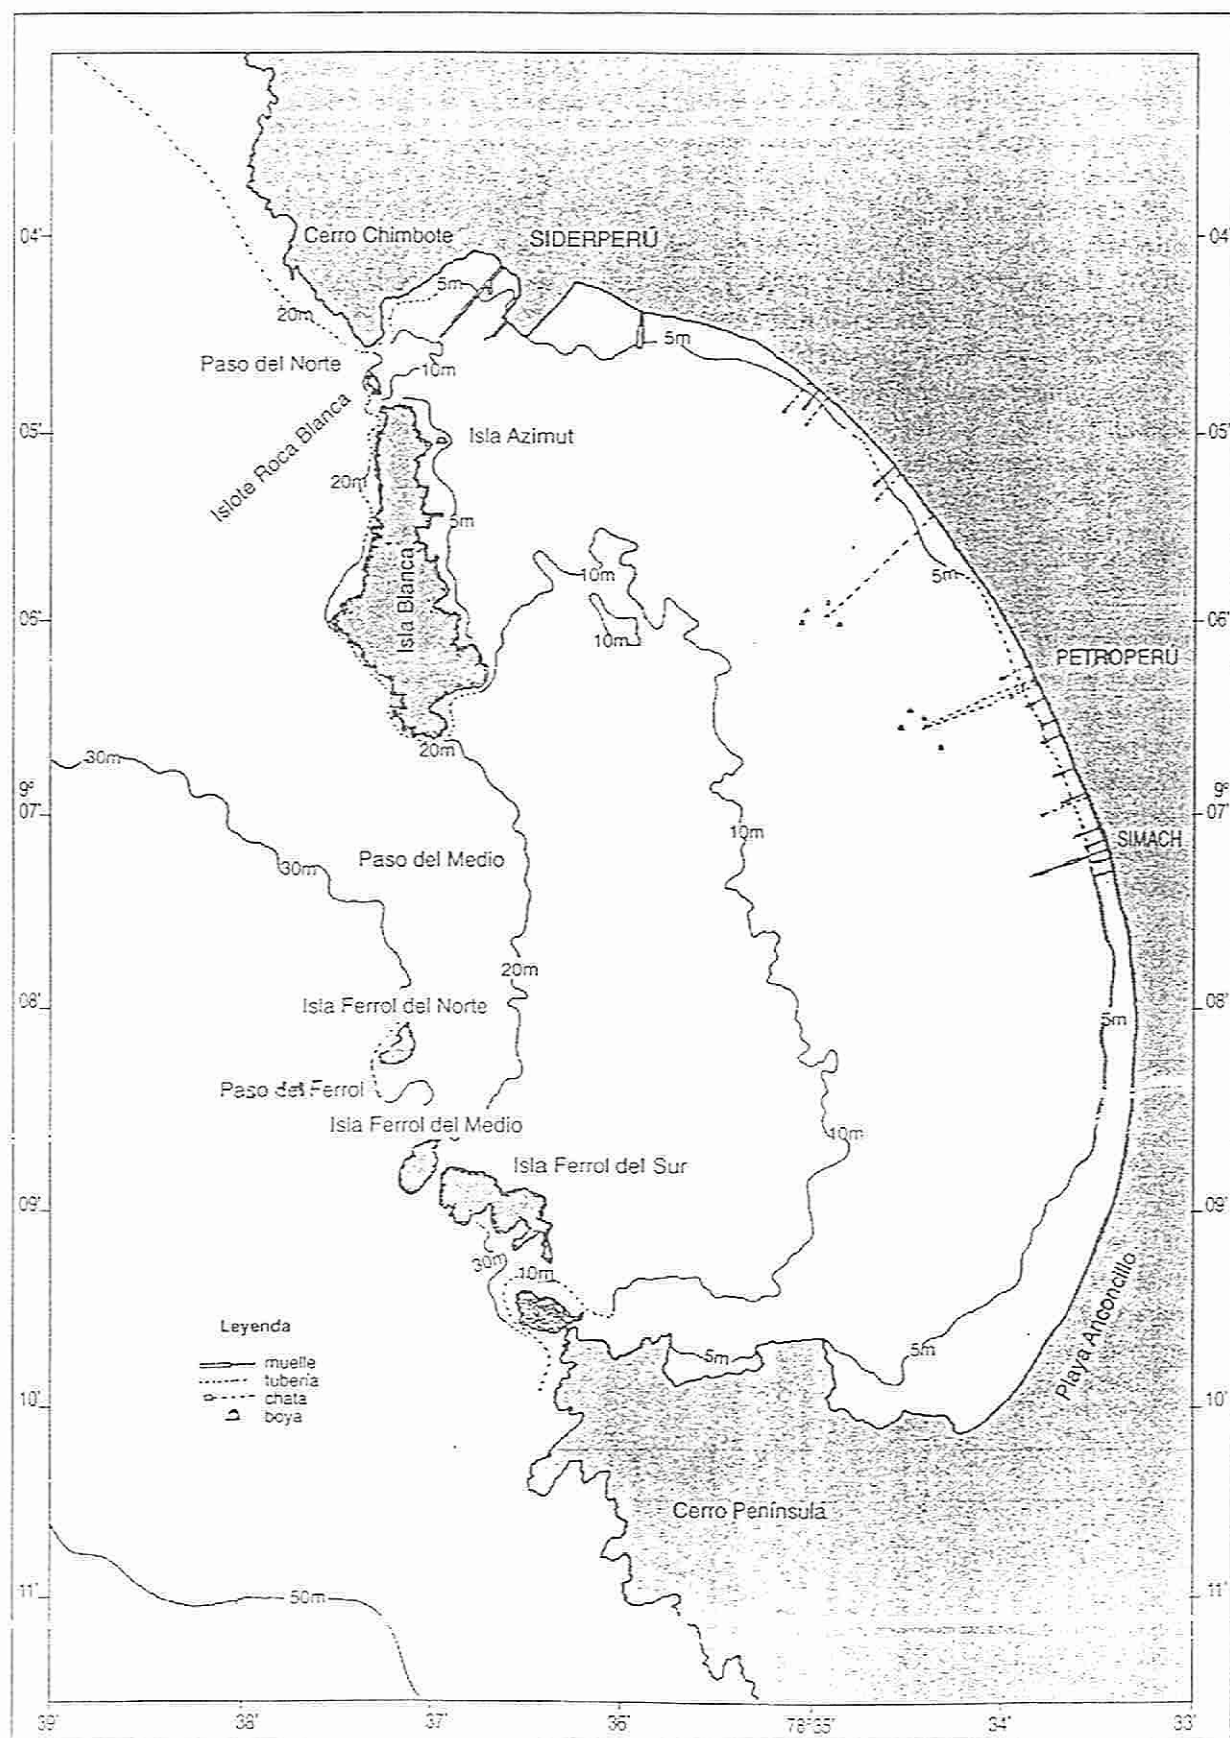 Cerro Chimbote
SIDERPERÚ
04'
04'
5m
20m
5m
Paso del Norte
10m
Islote Roca Blanca
05'
Isla Azimut
05'
20m
5m
Isla Blanca
10m
5m
06'
10m
06'
PETROPERÚ
20m
30m
9°
07'
9°
07'
10m
SIMACH
Paso del Medio
30m
20m
08'
Isla Ferrol del Norte
08'
5m
Paso del Ferrol
Isla Ferrol del Medio
10m
Isla Ferrol del Sur
09'
09'
30m
10m
Playa Anconcillo
Leyenda
muelle
tubería
chata
boya
5m
5m
10'
10'
Cerro Península
11'
50m
11'
39'
38'
37'
36'
78°35'
34'
33'